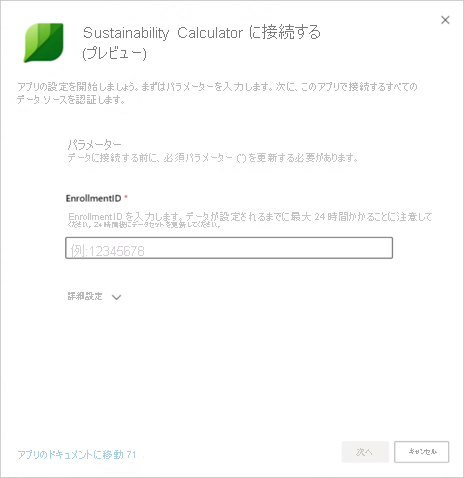 Sustainability Calculator に接続する
(プレビュー)
アプリの設定を開始しましょう。まずはパラメーターを入力します。次に、このアプリで接続するすべての
データ ソースを認証します。
パラメーター
データに接続する前に、必須パラメーター (*) を更新する必要があります。
EnrollmentID *
EnrollmentID を入力します。データが設定されるまでに最大 24 時間かかることに注意して
ください。24 時間後にデータセットを更新してください。
例:12345678
詳細設定
アプリのドキュメントに移動 71
次へ
キャンセル